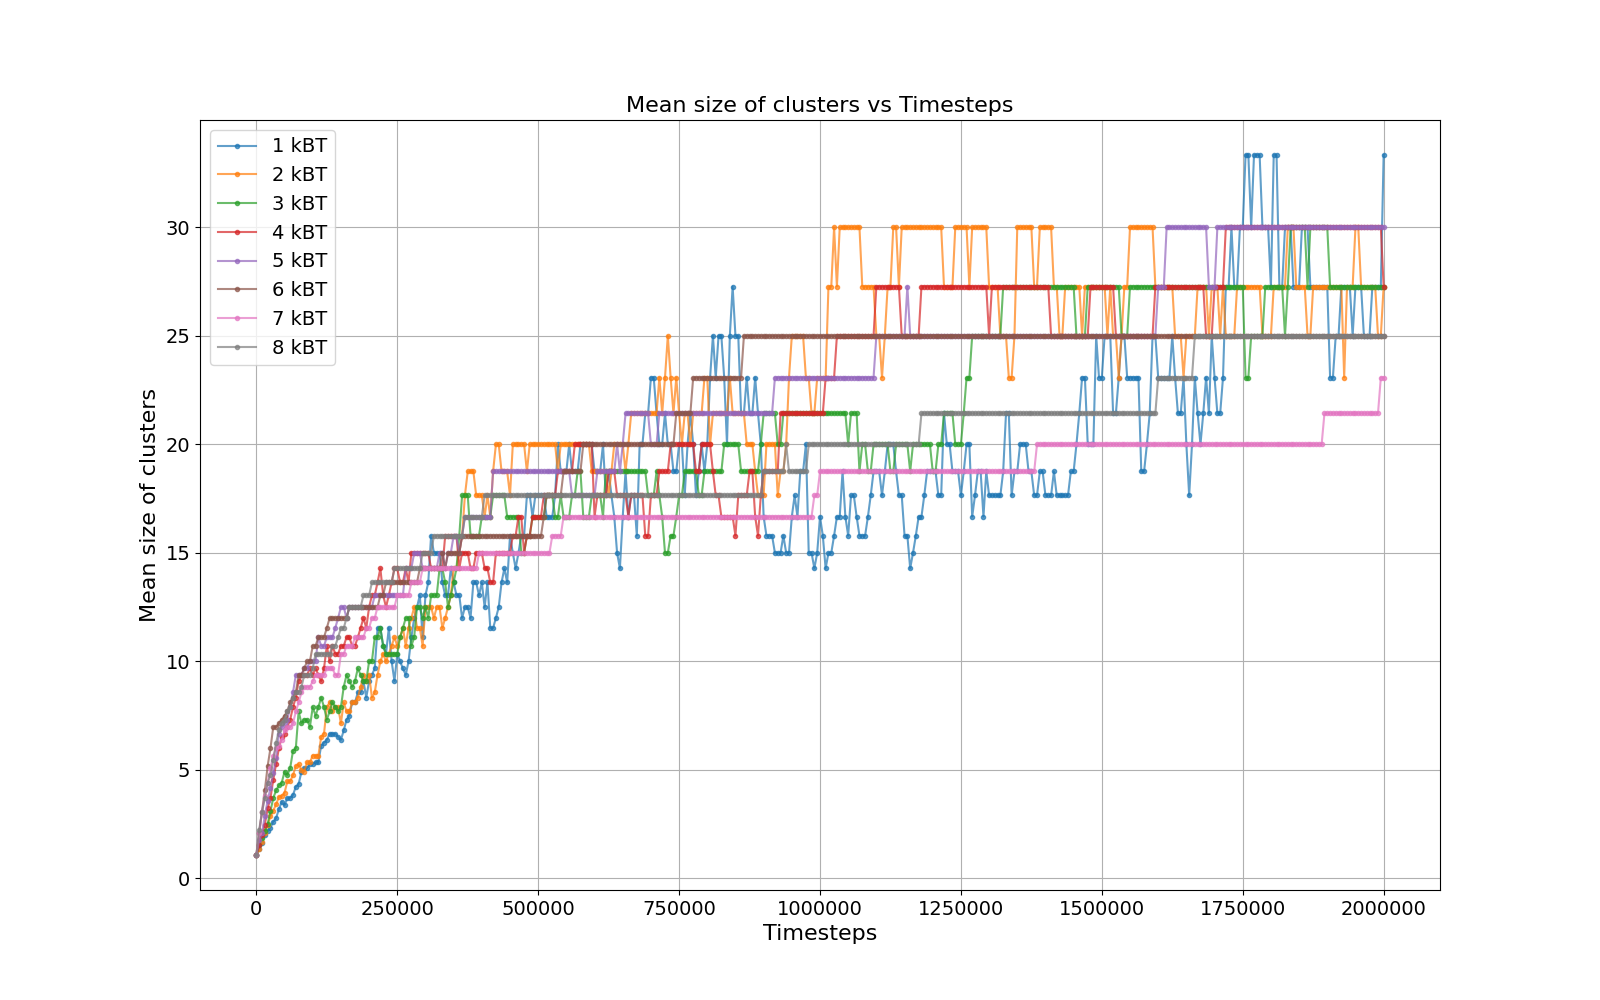 Mean size of clusters vs Timesteps
1 kBT
2 kBT
3 kBT
4 kBT
5 kBT
6 kBT
7 kBT
8 kBT
Mean size of clusters
30
25
20
15
10
5
0
0 250000 500000 750000 1000000 1250000 1500000 1750000 2000000
Timesteps